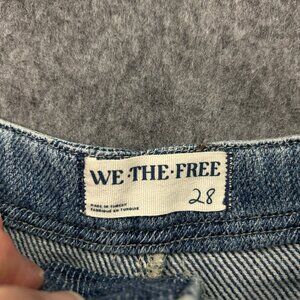 WE·THE·FREE
28
MADE IN TURKEY
FABRIQUÉ EN TURQUIE